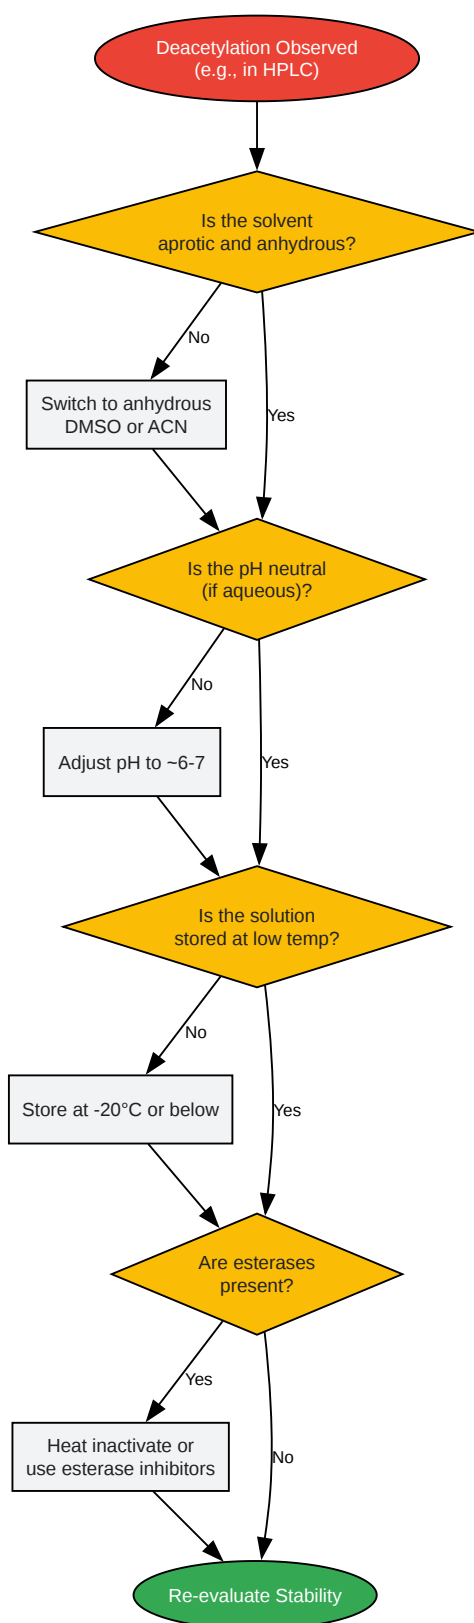 Deacetylation Observed
(e.g., in HPLC)
Is the solvent
aprotic and anhydrous?
No
Switch to anhydrous
DMSO or ACN
Yes
Is the pH neutral
(if aqueous)?
No
Adjust pH to ~6-7
Yes
Is the solution
stored at low temp?
No
Store at -20°C or below
Yes
Are esterases
present?
Yes
Heat inactivate or
use esterase inhibitors
No
Re-evaluate Stability